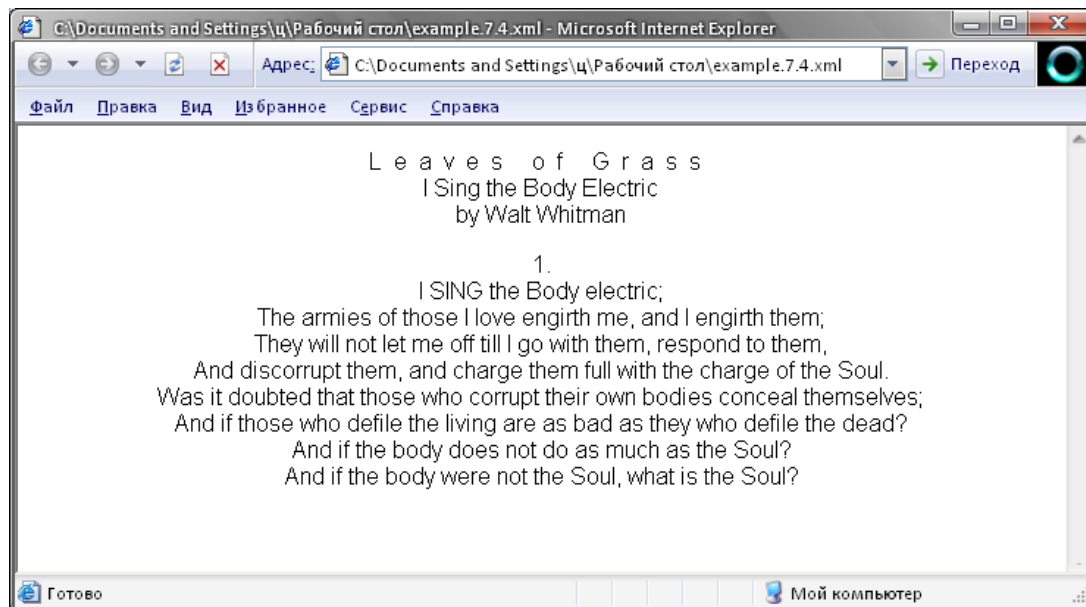 C:\Documents and Settings\ц\Рабочий стол\example.7.4.xml - Microsoft Internet Explorer
Адрес: C:\Documents and Settings\ц\Рабочий стол\example.7.4.xml Переход
Файл Правка Вид Избранное Сервис Справка
Leaves of Grass
I Sing the Body Electric
by Walt Whitman
1.
I SING the Body electric;
The armies of those I love engirth me, and I engirth them;
They will not let me off till I go with them, respond to them,
And discorrupt them, and charge them full with the charge of the Soul.
Was it doubted that those who corrupt their own bodies conceal themselves;
And if those who defile the living are as bad as they who defile the dead?
And if the body does not do as much as the Soul?
And if the body were not the Soul, what is the Soul?
Готово Мой компьютер